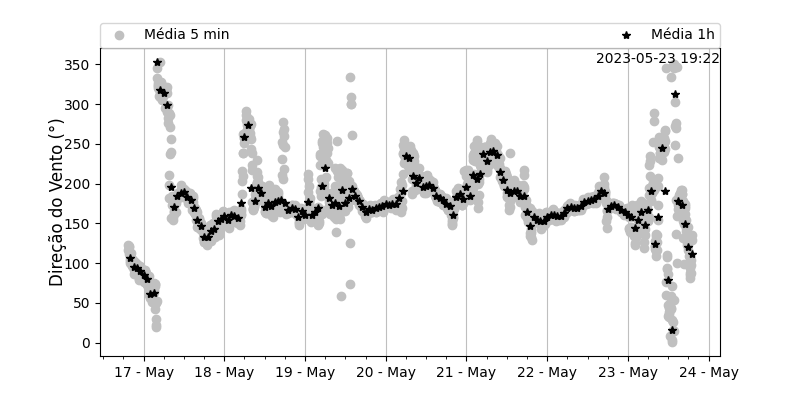 Média 5 min
Média 1h
2023-05-23 19:22
Direção do Vento (°)
350
300
250
200
150
100
50
0
17 - May
18 - May
19 - May
20 - May
21 - May
22 - May
23 - May
24 - May